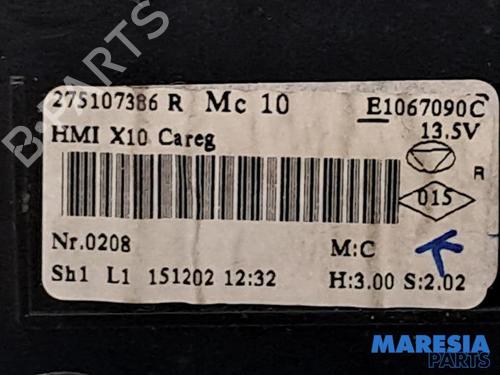 275107386 R Mc 10 E1067090C
HMI X10 Careg 13.5V
R
015
Nr.0208 M:C
Sh1 L1 151202 12:32 H:3.00 S:2.02
B-PARTS
MARESIA
PARTS